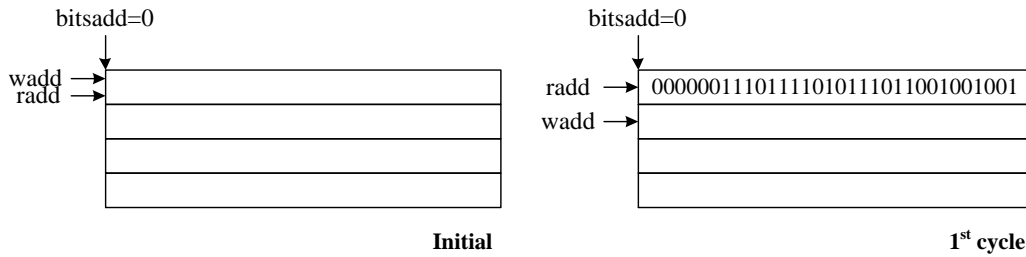 bitsadd=0
wadd
radd
Initial
bitsadd=0
radd
00000011101111010111011001001001
wadd
1st cycle